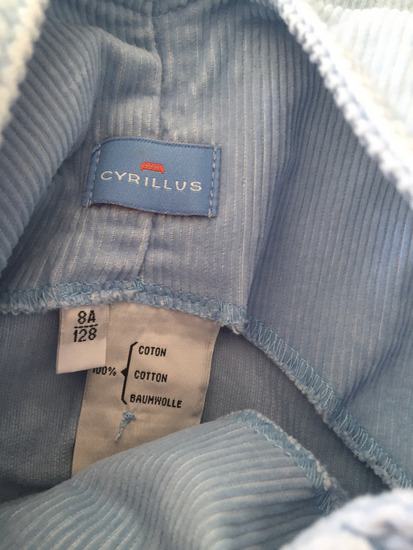 CYRILLUS
8A
128
100%
COTON
COTTON
BAUMWOLLE